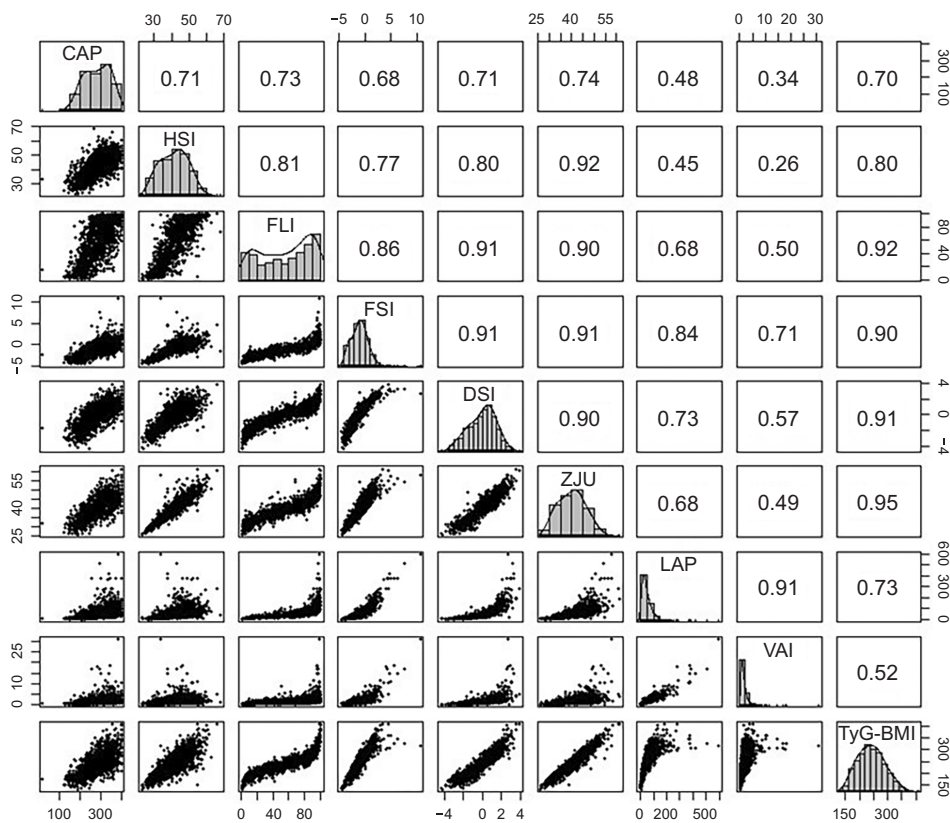 30 50 70 −5 0 5 10 25 40 55 0 10 20 30
CAP 0.71 0.73 0.68 0.71 0.74 0.48 0.34 0.70 100 300
70 50 30 HSI 0.81 0.77 0.80 0.92 0.45 0.26 0.80
FLI 0.86 0.91 0.90 0.68 0.50 0.92 0 40 80
10 5 0 −5 FSI 0.91 0.91 0.84 0.71 0.90
DSI 0.90 0.73 0.57 0.91 −4 0 4
55 40 25 ZJU 0.68 0.49 0.95
LAP 0.91 0.73 0 300 600
25 10 0 VAI 0.52
TyG-BMI 150 300
100 300 0 40 80 −4 0 2 4 0 200 500 150 300